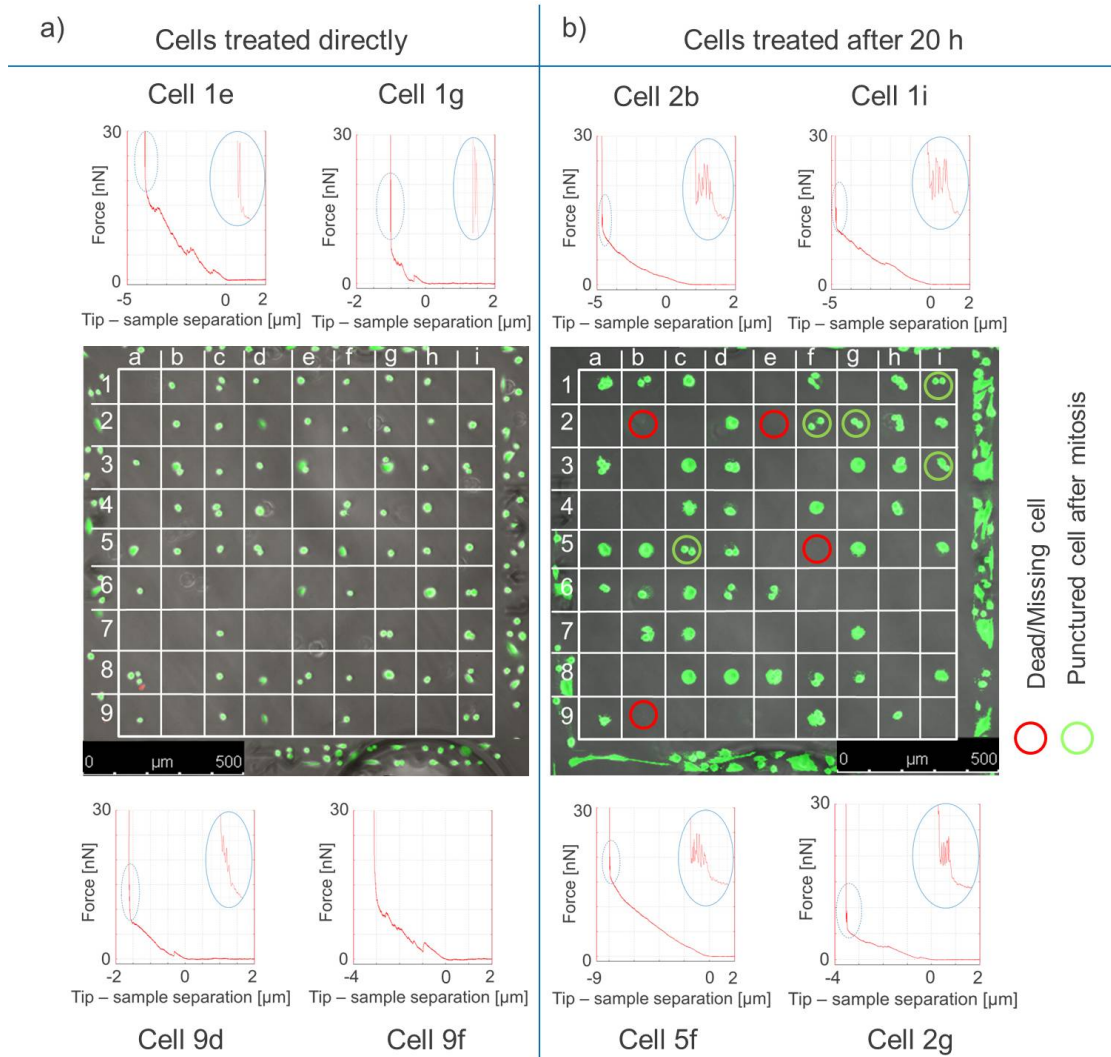 a)
Cells treated directly
b)
Cells treated after 20 h
Cell 1e
Cell 1g
Cell 2b
Cell 1i
30
Force [nN]
0
-5
0
2
Tip – sample separation [µm]
30
Force [nN]
0
-2
0
2
Tip – sample separation [µm]
30
Force [nN]
0
-5
0
2
Tip – sample separation [µm]
30
Force [nN]
0
-5
0
2
Tip – sample separation [µm]
a b c d e f g h i
1
2
3
4
5
6
7
8
9
0 µm 500
a b c d e f g h i
1
2
3
4
5
6
7
8
9
0 µm 500
Dead/Missing cell
Punctured cell after mitosis
30
Force [nN]
0
-2
0
2
Tip – sample separation [µm]
30
Force [nN]
0
-4
0
2
Tip – sample separation [µm]
30
Force [nN]
0
-9
0
2
Tip – sample separation [µm]
30
Force [nN]
0
-4
0
2
Tip – sample separation [µm]
Cell 9d
Cell 9f
Cell 5f
Cell 2g